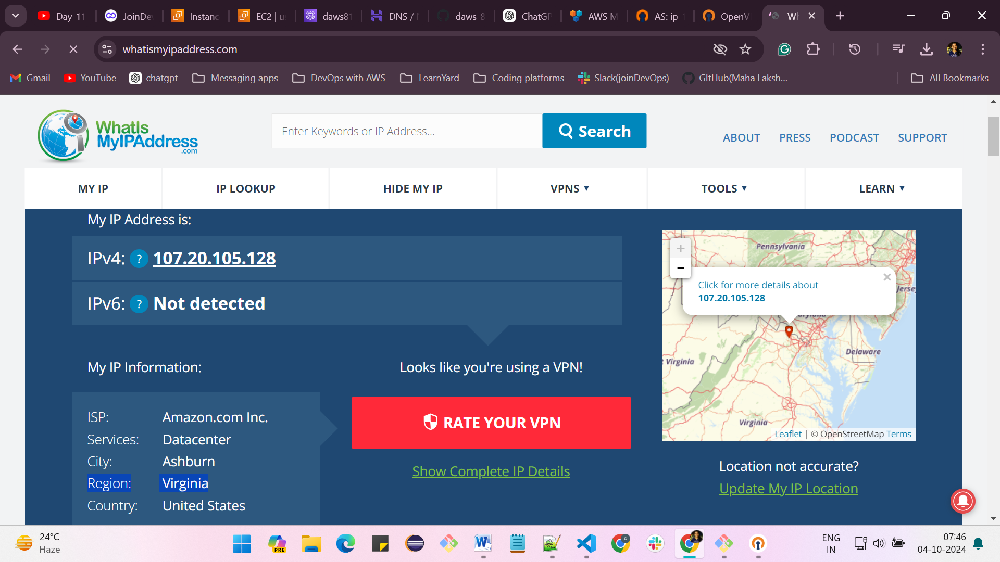 Day-11
JoinDev
Instanc
EC2 | us
daws81
DNS / N
daws-8
ChatGP
AWS M
AS: ip-1
OpenV
Wh
whatismyipaddress.com
Gmail
YouTube
chatgpt
Messaging apps
DevOps with AWS
LearnYard
Coding platforms
Slack(joinDevOps)
GItHub(Maha Laksh...
All Bookmarks
WhatIs
MyIPAddress
.com
Enter Keywords or IP Address...
Search
ABOUT
PRESS
PODCAST
SUPPORT
MY IP
IP LOOKUP
HIDE MY IP
VPNS ▼
TOOLS ▼
LEARN ▼
My IP Address is:
IPv4: ? 107.20.105.128
IPv6: ? Not detected
My IP Information:
ISP: Amazon.com Inc.
Services: Datacenter
City: Ashburn
Region: Virginia
Country: United States
Looks like you're using a VPN!
RATE YOUR VPN
Show Complete IP Details
+
−
Pennsylvania
Click for more details about
107.20.105.128
×
Jerse
Delaware
t Virginia
Virginia
Leaflet | © OpenStreetMap Terms
Location not accurate?
Update My IP Location
24°C
Haze
PRE
ENG
IN
07:46
04-10-2024